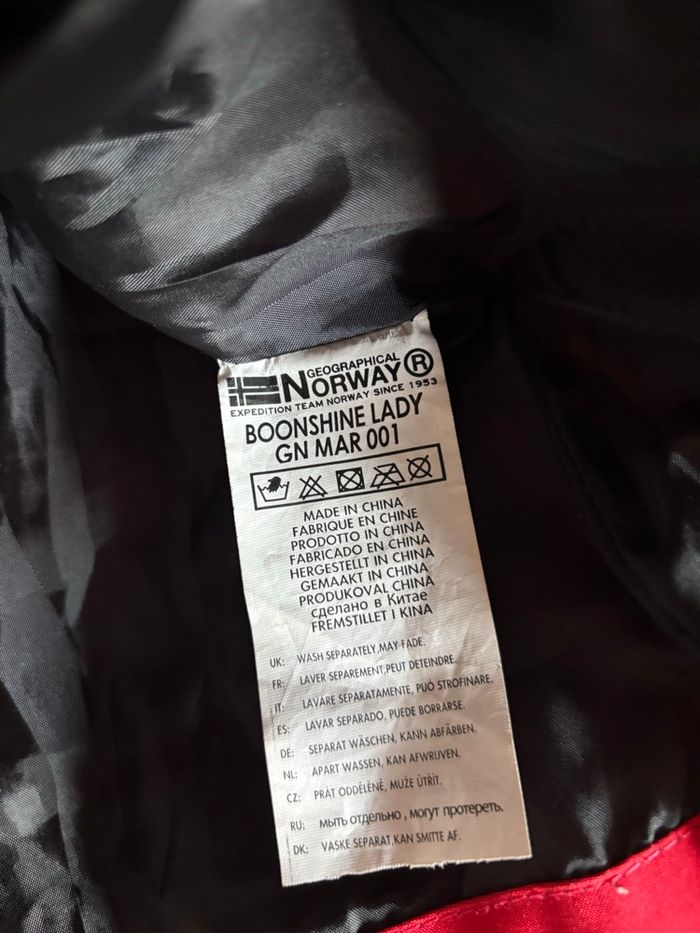 GEOGRAPHICAL
NORWAY®
EXPEDITION TEAM NORWAY SINCE 1953
BOONSHINE LADY
GN MAR 001
MADE IN CHINA
FABRIQUE EN CHINE
PRODOTTO IN CHINA
FABRICADO EN CHINA
HERGESTELLT IN CHINA
GEMAAKT IN CHINA
PRODUKOVAL CHINA
сделано в Китае
FREMSTILLET I KINA
UK: WASH SEPARATELY,MAY FADE.
FR: LAVER SEPAREMENT,PEUT DETEINDRE.
IT: LAVARE SEPARATAMENTE, PUÒ STROFINARE.
ES: LAVAR SEPARADO, PUEDE BORRARSE.
DE: SEPARAT WÄSCHEN, KANN ABFÄRBEN.
NL: APART WASSEN, KAN AFWRIJVEN.
CZ: PRÁT ODDĚLENÉ, MUŽE ÚTŘÍT.
RU: мыть отдельно , могут протереть.
DK: VASKE SEPARAT,KAN SMITTE AF.